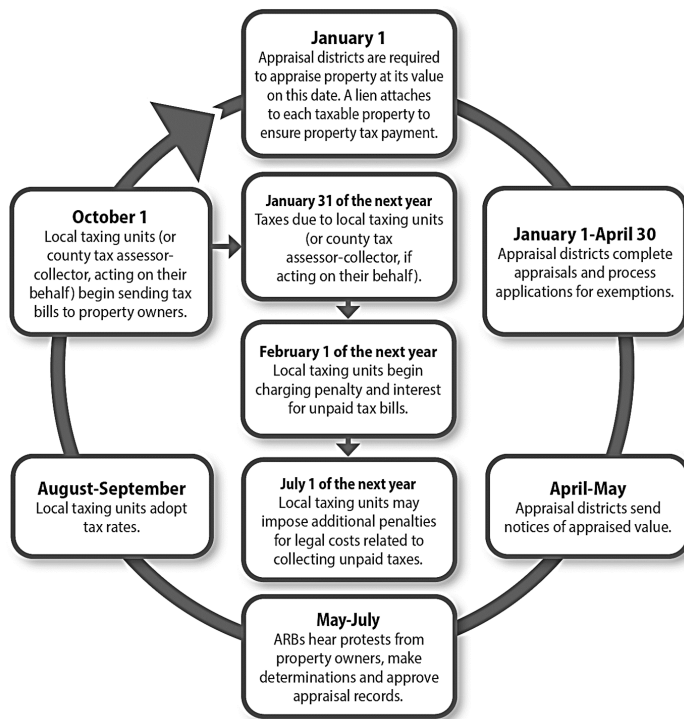 January 1
Appraisal districts are required
to appraise property at its value
on this date. A lien attaches
to each taxable property to
ensure property tax payment.
January 1-April 30
Appraisal districts complete
appraisals and process
applications for exemptions.
April-May
Appraisal districts send
notices of appraised value.
May-July
ARBs hear protests from
property owners, make
determinations and approve
appraisal records.
August-September
Local taxing units adopt
tax rates.
October 1
Local taxing units (or
county tax assessor-
collector, acting on their
behalf) begin sending tax
bills to property owners.
January 31 of the next year
Taxes due to local taxing units
(or county tax
assessor-collector, if
acting on their behalf).
February 1 of the next year
Local taxing units begin
charging penalty and interest
for unpaid tax bills.
July 1 of the next year
Local taxing units may
impose additional penalties
for legal costs related to
collecting unpaid taxes.